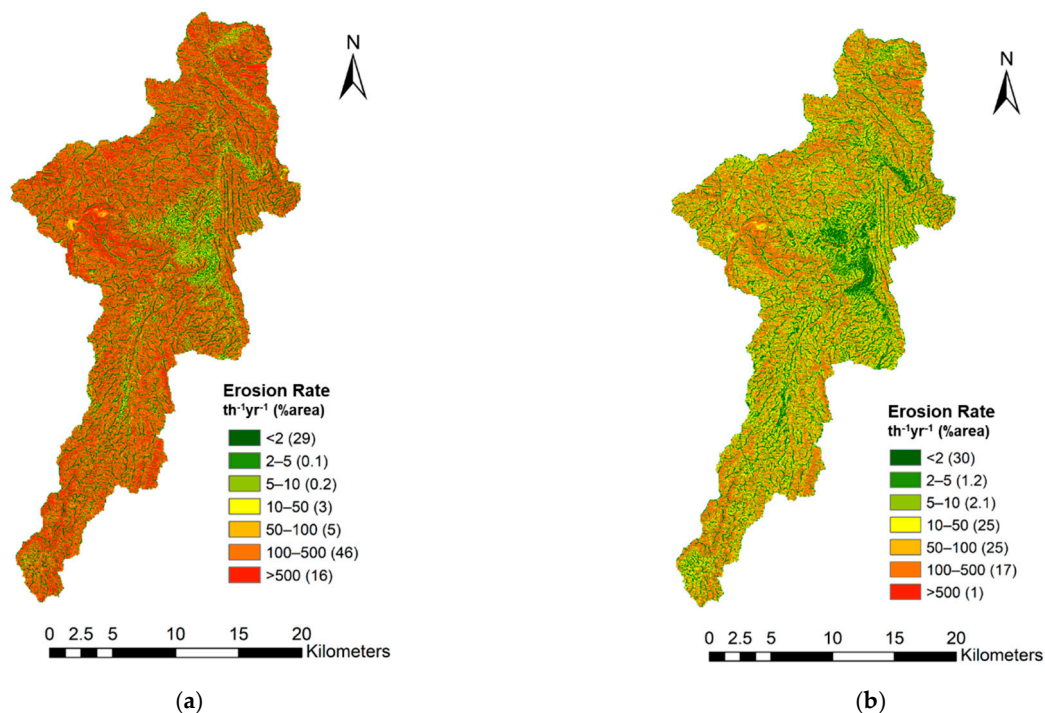 N
Erosion Rate
th⁻¹yr⁻¹ (%area)
<2 (29)
2–5 (0.1)
5–10 (0.2)
10–50 (3)
50–100 (5)
100–500 (46)
>500 (16)
0 2.5 5 10 15 20
Kilometers
(a)
N
Erosion Rate
th⁻¹yr⁻¹ (%area)
<2 (30)
2–5 (1.2)
5–10 (2.1)
10–50 (25)
50–100 (25)
100–500 (17)
>500 (1)
0 2.5 5 10 15 20
Kilometers
(b)